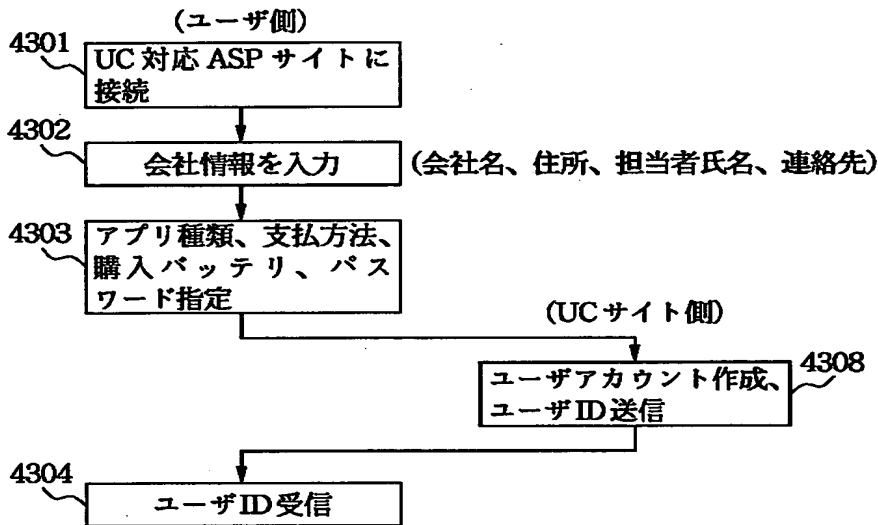 (ユーザ側)
4301
UC対応ASPサイトに
接続
4302
会社情報を入力
(会社名、住所、担当者氏名、連絡先)
4303
アプリ種類、支払方法、
購入バッテリ、パス
ワード指定
(UCサイト側)
4308
ユーザアカウント作成、
ユーザID送信
4304
ユーザID受信